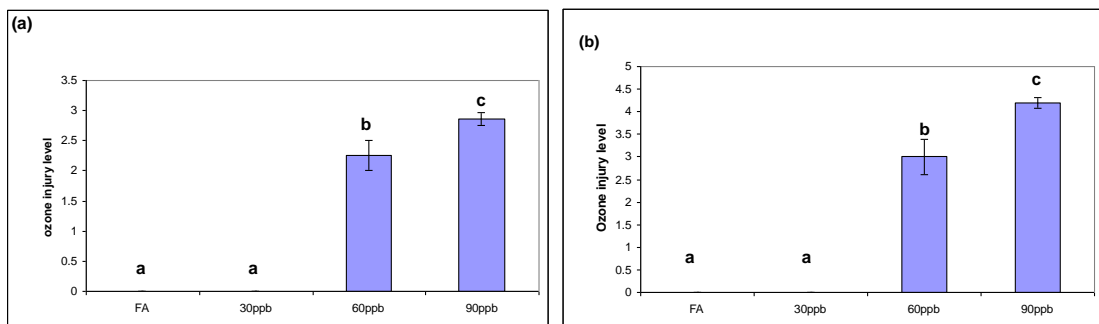 (a)
ozone injury level
3.5
3
2.5
2
1.5
1
0.5
0
a
a
b
c
FA
30ppb
60ppb
90ppb
(b)
Ozone injury level
5
4.5
4
3.5
3
2.5
2
1.5
1
0.5
0
a
a
b
c
FA
30ppb
60ppb
90ppb